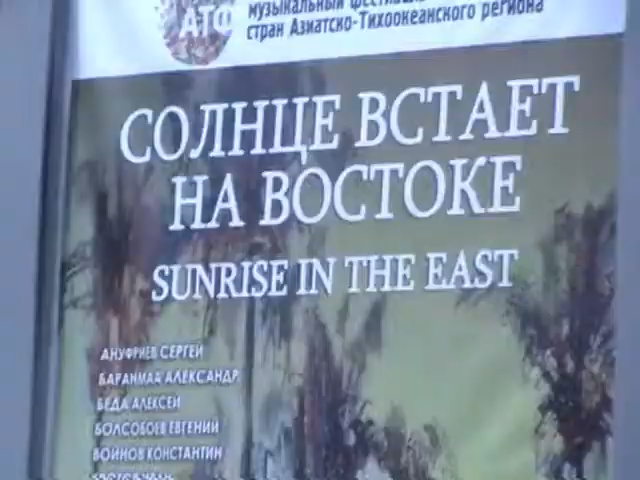 музыкальный фестиваль
стран Азиатско-Тихоокеанского региона
АТФ
СОЛНЦЕ ВСТАЕТ
НА ВОСТОКЕ
SUNRISE IN THE EAST
АНУФРИЕВ СЕРГЕЙ
БАРАНМАА АЛЕКСАНДР
БЕДА АЛЕКСЕЙ
БОЛСОБОЕВ ЕВГЕНИЙ
ВОЙНОВ КОНСТАНТИН